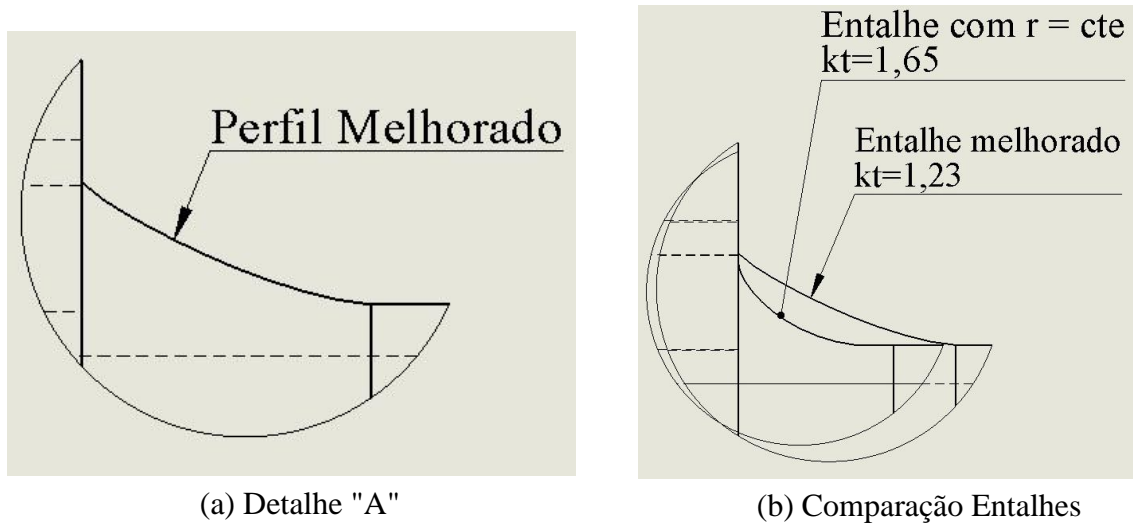 Perfil Melhorado
Entalhe com r = cte
kt=1,65
Entalhe melhorado
kt=1,23
(a) Detalhe "A"
(b) Comparação Entalhes